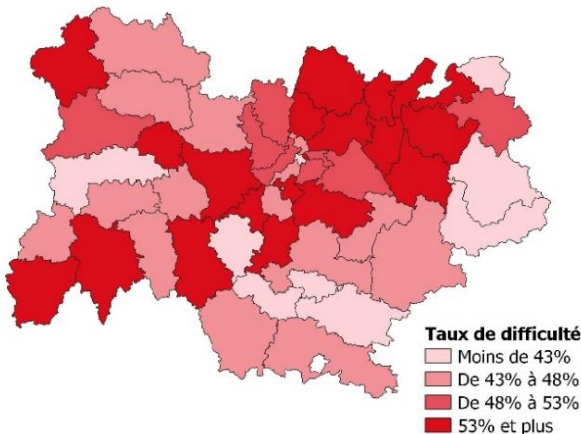 Taux de difficulté
Moins de 43%
De 43% à 48%
De 48% à 53%
53% et plus